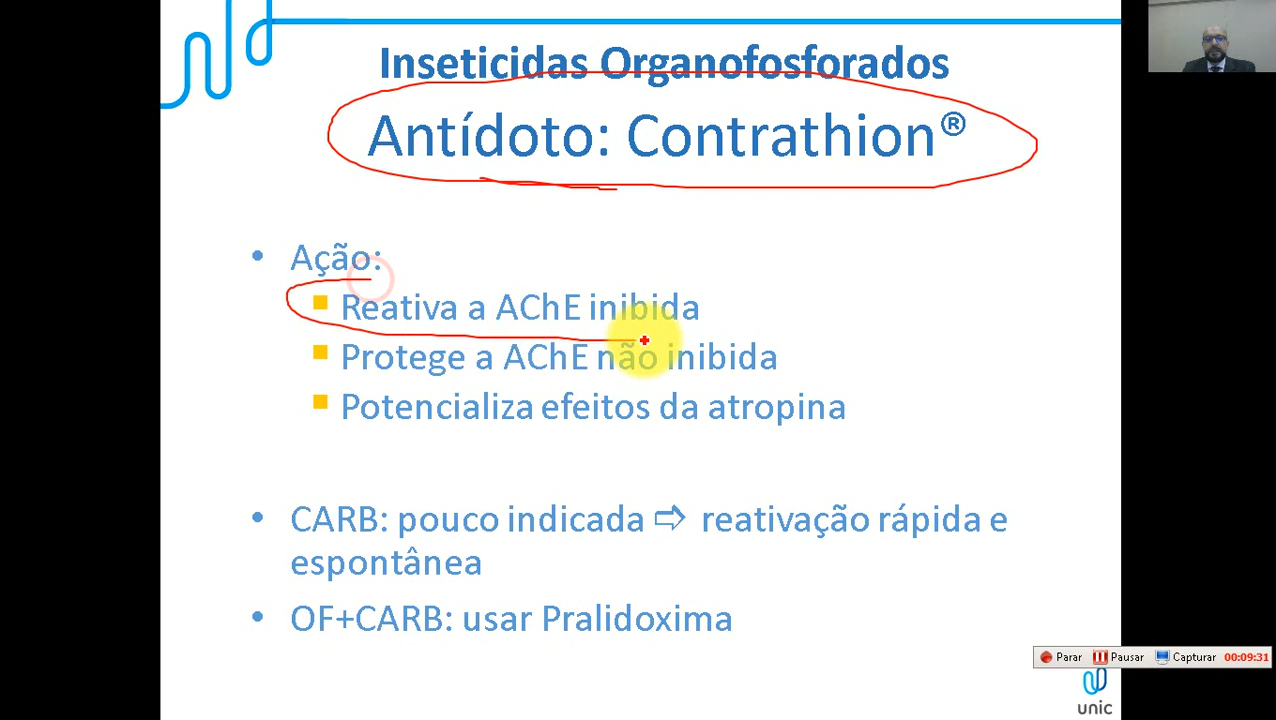 Inseticidas Organofosforados
Antídoto: Contrathion®
• Ação:
Reativa a AChE inibida
Protege a AChE não inibida
Potencializa efeitos da atropina
• CARB: pouco indicada ⇨ reativação rápida e
espontânea
• OF+CARB: usar Pralidoxima
Parar Pausar Capturar 00:09:31
unic